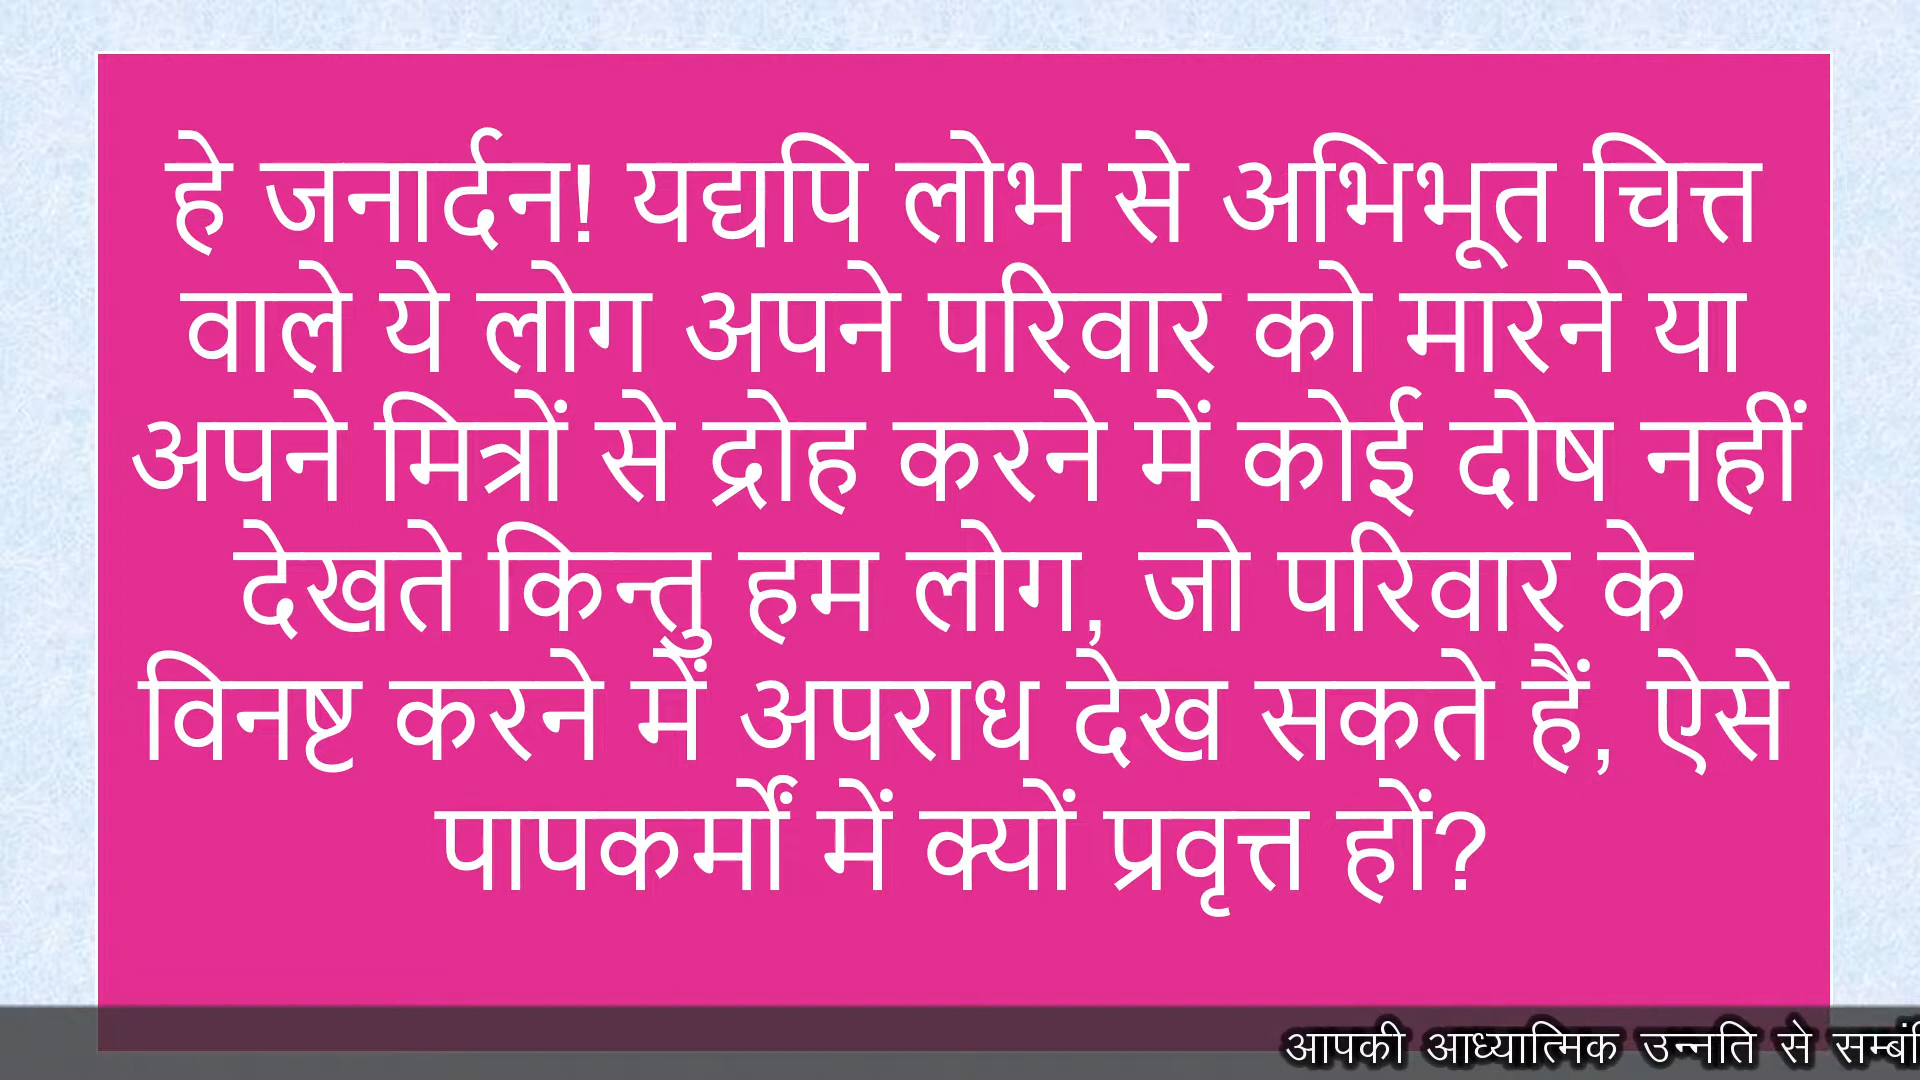 हे जनार्दन! यद्यपि लोभ से अभिभूत चित्त
वाले ये लोग अपने परिवार को मारने या
अपने मित्रों से द्रोह करने में कोई दोष नहीं
देखते किन्तु हम लोग, जो परिवार के
विनष्ट करने में अपराध देख सकते हैं, ऐसे
पापकर्मों में क्यों प्रवृत्त हों?
आपकी आध्यात्मिक उन्नति से